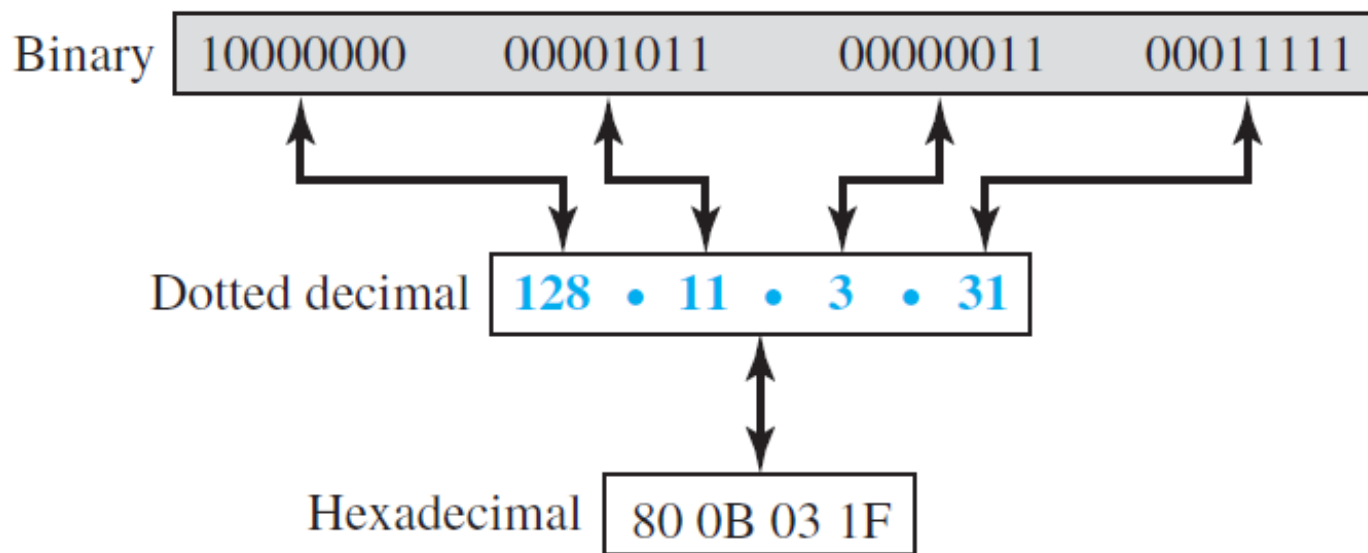 Binary 10000000 00001011 00000011 00011111
Dotted decimal 128 • 11 • 3 • 31
Hexadecimal 80 0B 03 1F